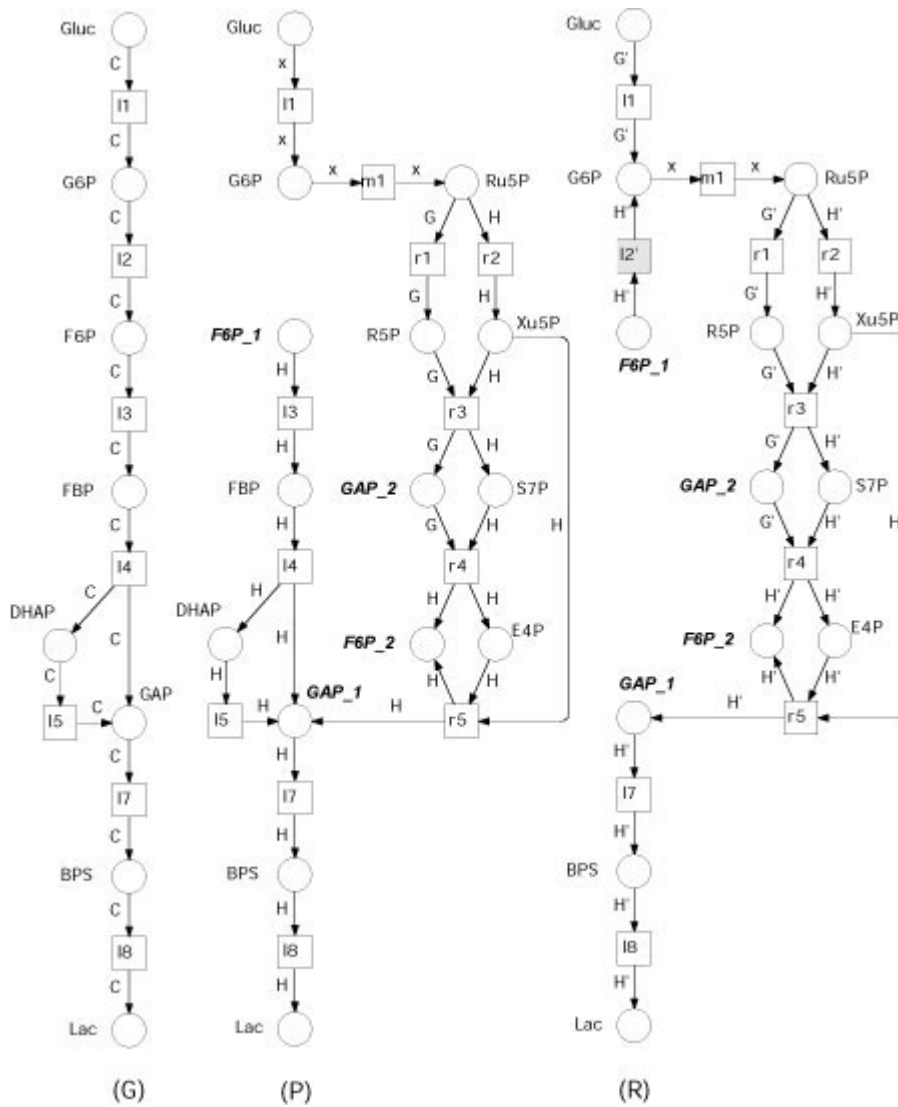 Gluc
C
l1
C
G6P
C
l2
C
F6P
C
l3
C
FBP
C
l4
C
DHAP
C
C
l5
C
GAP
C
l7
C
BPS
C
l8
C
Lac
(G)
Gluc
x
l1
x
G6P
x
m1
x
Ru5P
G
H
r1
r2
G
H
R5P
Xu5P
G
H
r3
G
H
GAP_2
S7P
G
H
H
r4
H
H
F6P_2
E4P
H
H
r5
H
F6P_1
H
l3
H
FBP
H
l4
H
DHAP
H
H
l5
H
GAP_1
H
l7
H
BPS
H
l8
H
Lac
(P)
Gluc
G'
l1
G'
G6P
x
m1
x
Ru5P
H'
l2'
H'
F6P_1
G'
H'
r1
r2
G'
H'
R5P
Xu5P
G'
H'
r3
G'
H'
GAP_2
S7P
G'
H'
H
r4
H'
H'
F6P_2
E4P
H'
H'
r5
H'
GAP_1
H'
l7
H'
BPS
H'
l8
H'
Lac
(R)